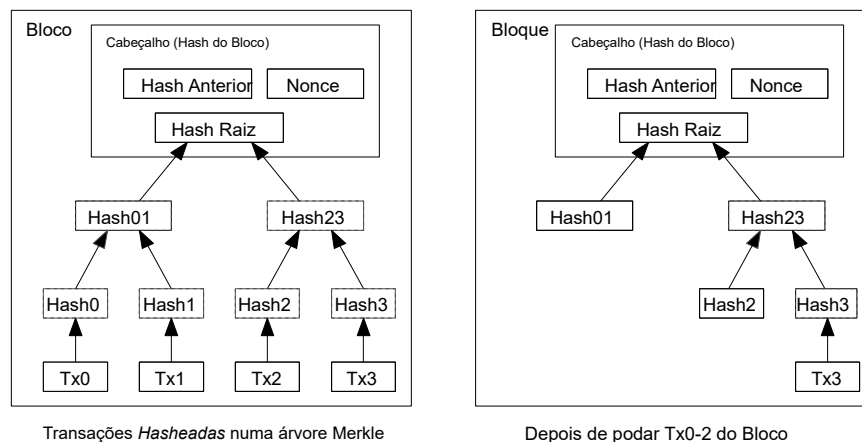 Bloco
Cabeçalho (Hash do Bloco)
Hash Anterior
Nonce
Hash Raiz
Hash01
Hash23
Hash0
Hash1
Hash2
Hash3
Tx0
Tx1
Tx2
Tx3
Transações Hasheadas numa árvore Merkle
Bloque
Cabeçalho (Hash do Bloco)
Hash Anterior
Nonce
Hash Raiz
Hash01
Hash23
Hash2
Hash3
Tx3
Depois de podar Tx0-2 do Bloco